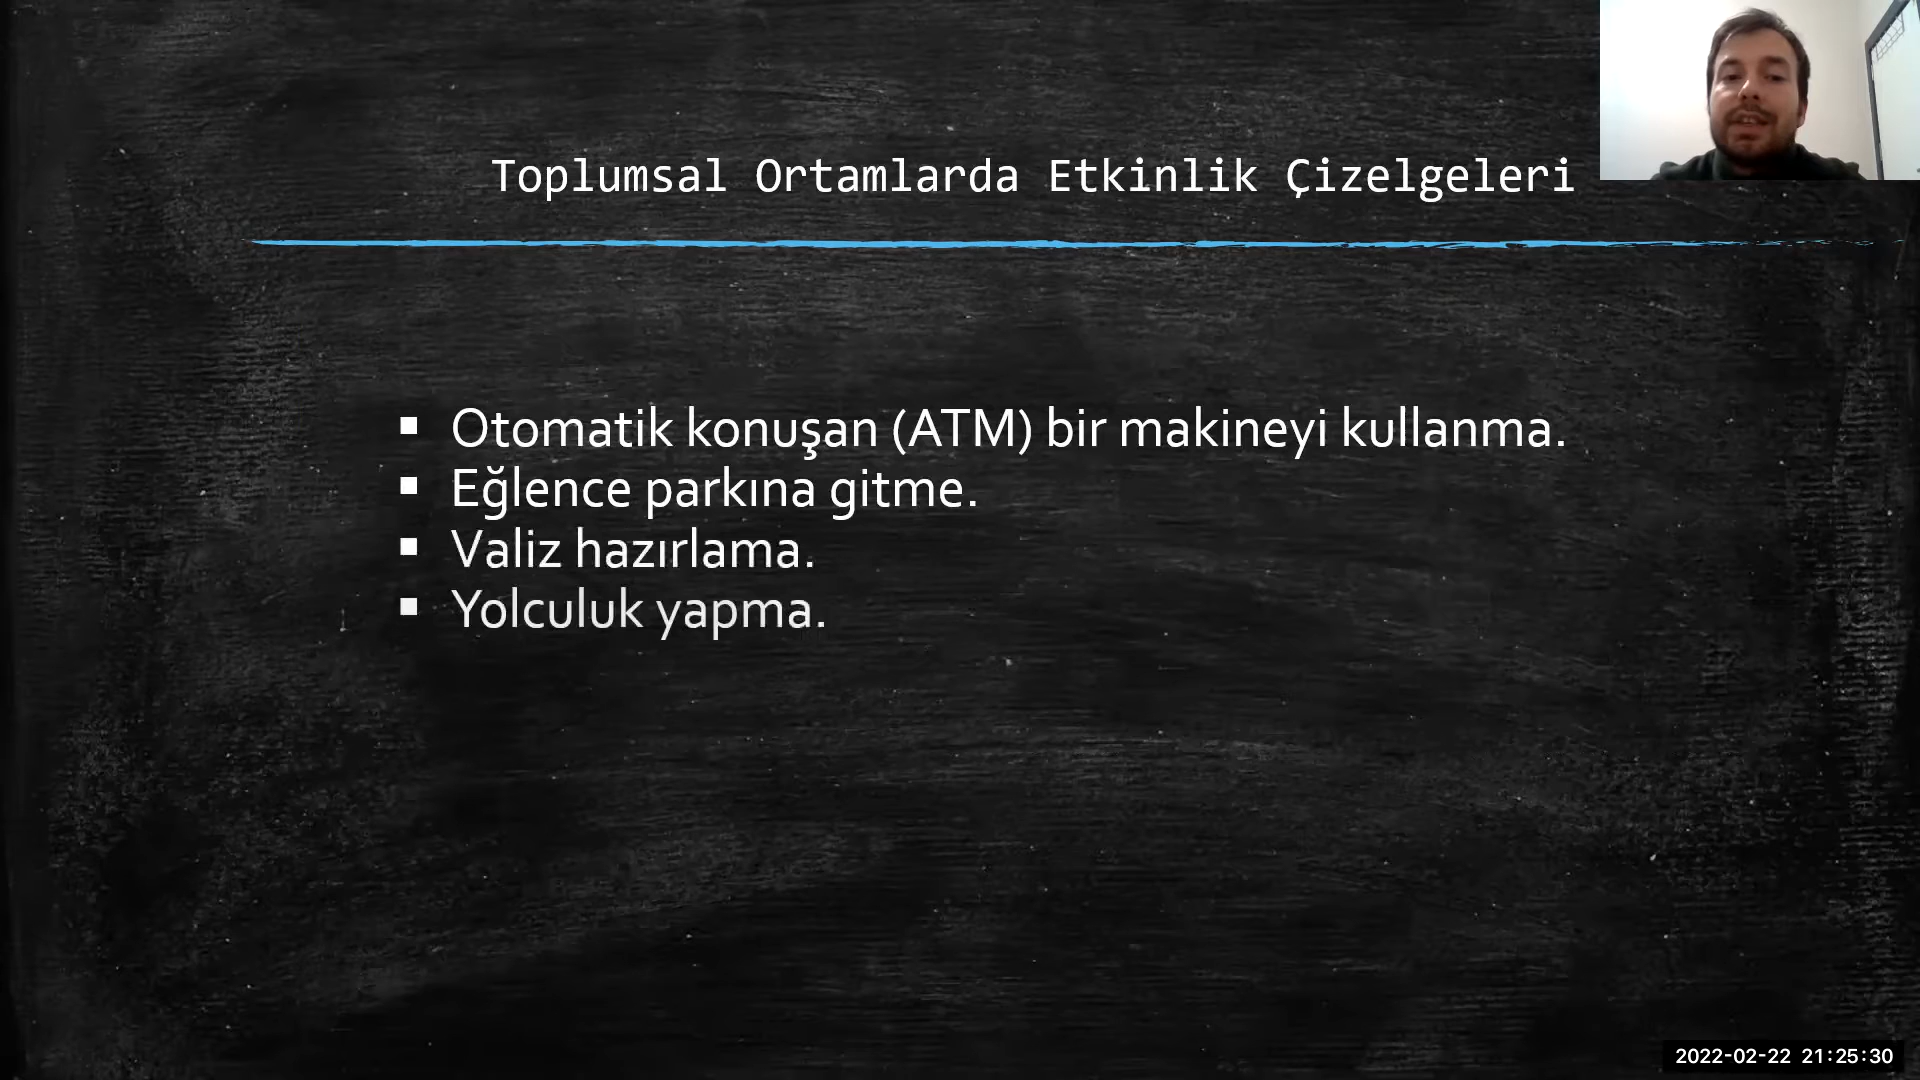 Toplumsal Ortamlarda Etkinlik Çizelgeleri
▪ Otomatik konuşan (ATM) bir makineyi kullanma.
▪ Eğlence parkına gitme.
▪ Valiz hazırlama.
▪ Yolculuk yapma.
2022-02-22 21:25:30